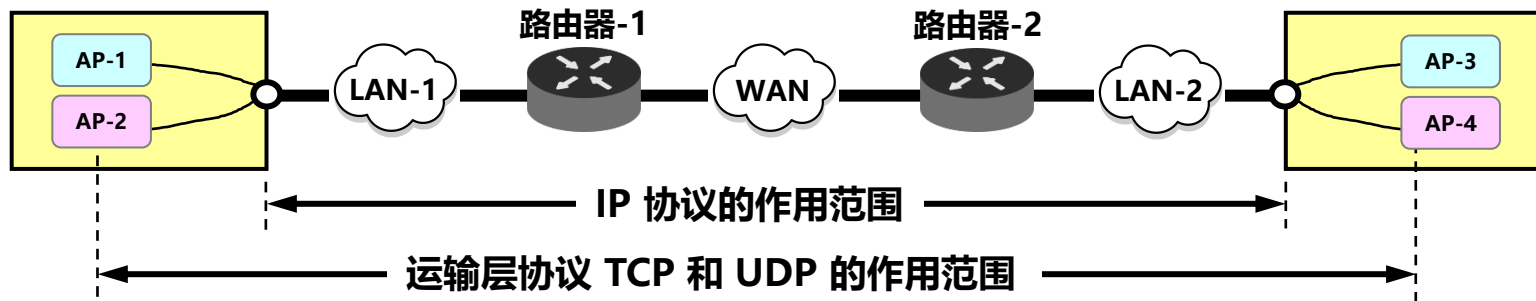 路由器-1
路由器-2
AP-1
AP-2
LAN-1
WAN
LAN-2
AP-3
AP-4
IP 协议的作用范围
运输层协议 TCP 和 UDP 的作用范围